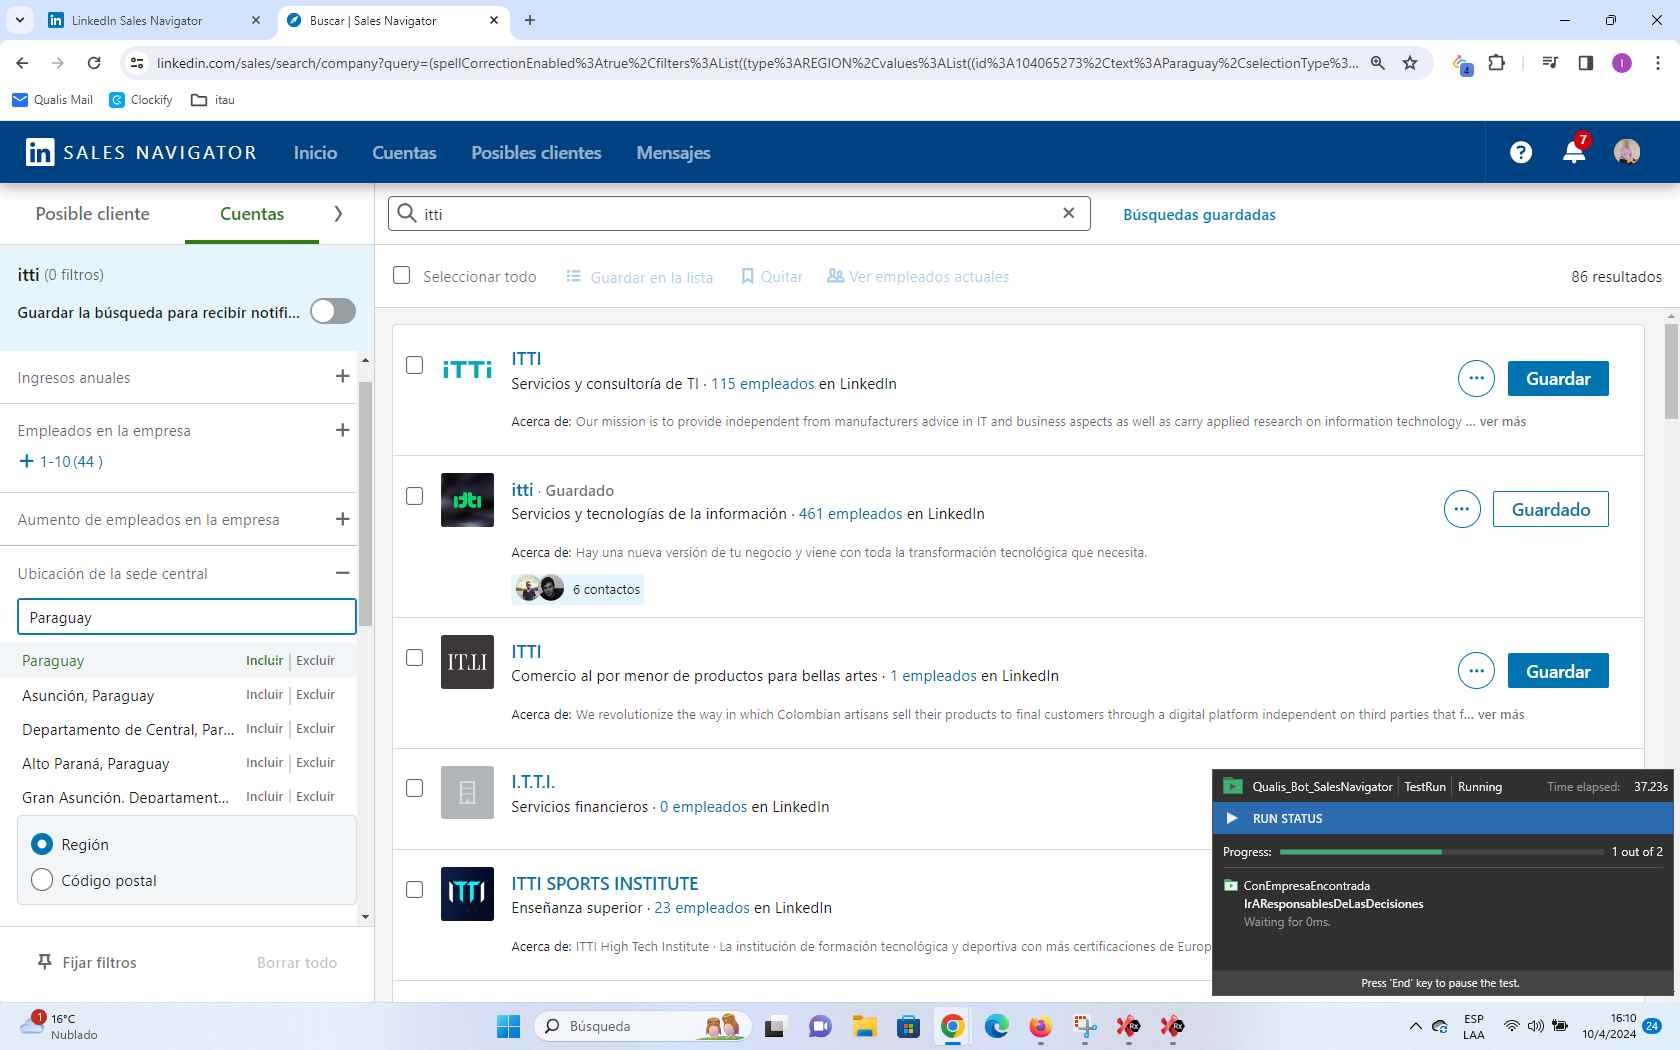 LinkedIn Sales Navigator
Buscar | Sales Navigator
linkedin.com/sales/search/company?query=(spellCorrectionEnabled%3Atrue%2Cfilters%3AList((type%3AREGION%2Cvalues%3AList((id%3A104065273%2Ctext%3AParaguay%2CselectionType%3...
4
I
Qualis Mail
Clockify
itau
in SALES NAVIGATOR
Inicio
Cuentas
Posibles clientes
Mensajes
?
7
Posible cliente
Cuentas
itti
Búsquedas guardadas
itti (0 filtros)
Guardar la búsqueda para recibir notifi...
Seleccionar todo
Guardar en la lista
Quitar
Ver empleados actuales
86 resultados
Ingresos anuales
Empleados en la empresa
1-10 (44 )
Aumento de empleados en la empresa
Ubicación de la sede central
Paraguay
Paraguay Incluir | Excluir
Asunción, Paraguay Incluir | Excluir
Departamento de Central, Par... Incluir | Excluir
Alto Paraná, Paraguay Incluir | Excluir
Gran Asunción, Departament... Incluir | Excluir
Región
Código postal
Fijar filtros
Borrar todo
iTTi
ITTI
Servicios y consultoría de TI · 115 empleados en LinkedIn
Acerca de: Our mission is to provide independent from manufacturers advice in IT and business aspects as well as carry applied research on information technology ... ver más
Guardar
itti
itti · Guardado
Servicios y tecnologías de la información · 461 empleados en LinkedIn
Acerca de: Hay una nueva versión de tu negocio y viene con toda la transformación tecnológica que necesita.
6 contactos
Guardado
ITTI
Comercio al por menor de productos para bellas artes · 1 empleados en LinkedIn
Acerca de: We revolutionize the way in which Colombian artisans sell their products to final customers through a digital platform independent on third parties that f... ver más
Guardar
I.T.T.I.
Servicios financieros · 0 empleados en LinkedIn
ITTI
ITTI SPORTS INSTITUTE
Enseñanza superior · 23 empleados en LinkedIn
Acerca de: ITTI High Tech Institute · La institución de formación tecnológica y deportiva con más certificaciones de Europ
Qualis_Bot_SalesNavigator
TestRun
Running
Time elapsed: 37.23s
RUN STATUS
Progress:
1 out of 2
ConEmpresaEncontrada
IrAResponsablesDeLasDecisiones
Waiting for 0ms.
Press 'End' key to pause the test.
1
16°C
Nublado
Búsqueda
ESP
LAA
16:10
10/4/2024
24